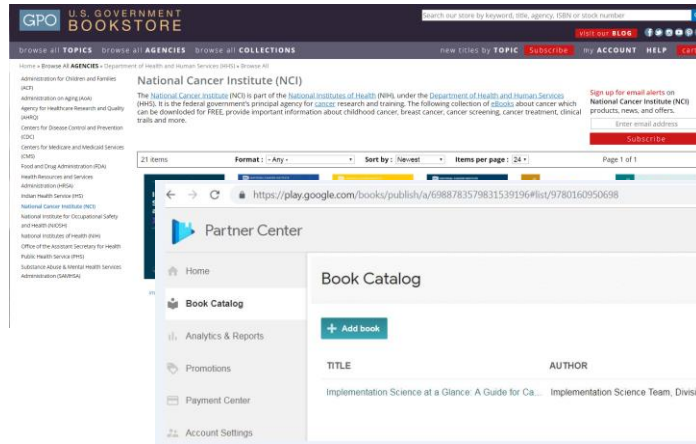 GPO U.S. GOVERNMENT
BOOKSTORE
Search our store by keyword, title, agency, ISBN or stock number
visit our BLOG
browse all TOPICS browse all AGENCIES browse all COLLECTIONS
new titles by TOPIC Subscribe my ACCOUNT HELP cart
Home » Browse All AGENCIES » Department of Health and Human Services (HHS) » Browse All
Administration for Children and Families
(ACF)
Administration on Aging (AoA)
Agency for Healthcare Research and Quality
(AHRQ)
Centers for Disease Control and Prevention
(CDC)
Centers for Medicare and Medicaid Services
(CMS)
Food and Drug Administration (FDA)
Health Resources and Services
Administration (HRSA)
Indian Health Service (IHS)
National Cancer Institute (NCI)
National Institute for Occupational Safety
and Health (NIOSH)
National Institutes of Health (NIH)
Office of the Assistant Secretary for Health
Public Health Service (PHS)
Substance Abuse & Mental Health Services
Administration (SAMHSA)
National Cancer Institute (NCI)
The National Cancer Institute (NCI) is part of the National Institutes of Health (NIH), under the Department of Health and Human Services
(HHS). It is the federal government's principal agency for cancer research and training. The following collection of eBooks about cancer which
can be downloded for FREE, provide important information about childhood cancer, breast cancer, cancer screening, cancer treatment, clinical
trails and more.
Sign up for email alerts on
National Cancer Institute (NCI)
products, news, and offers.
Enter email address
Subscribe
21 items Format : - Any - Sort by : Newest Items per page : 24 Page 1 of 1
https://play.google.com/books/publish/a/6988783579831539196#list/9780160950698
Partner Center
Home
Book Catalog
Analytics & Reports
Promotions
Payment Center
Account Settings
Book Catalog
+ Add book
TITLE AUTHOR
Implementation Science at a Glance: A Guide for Ca... Implementation Science Team, Divisi